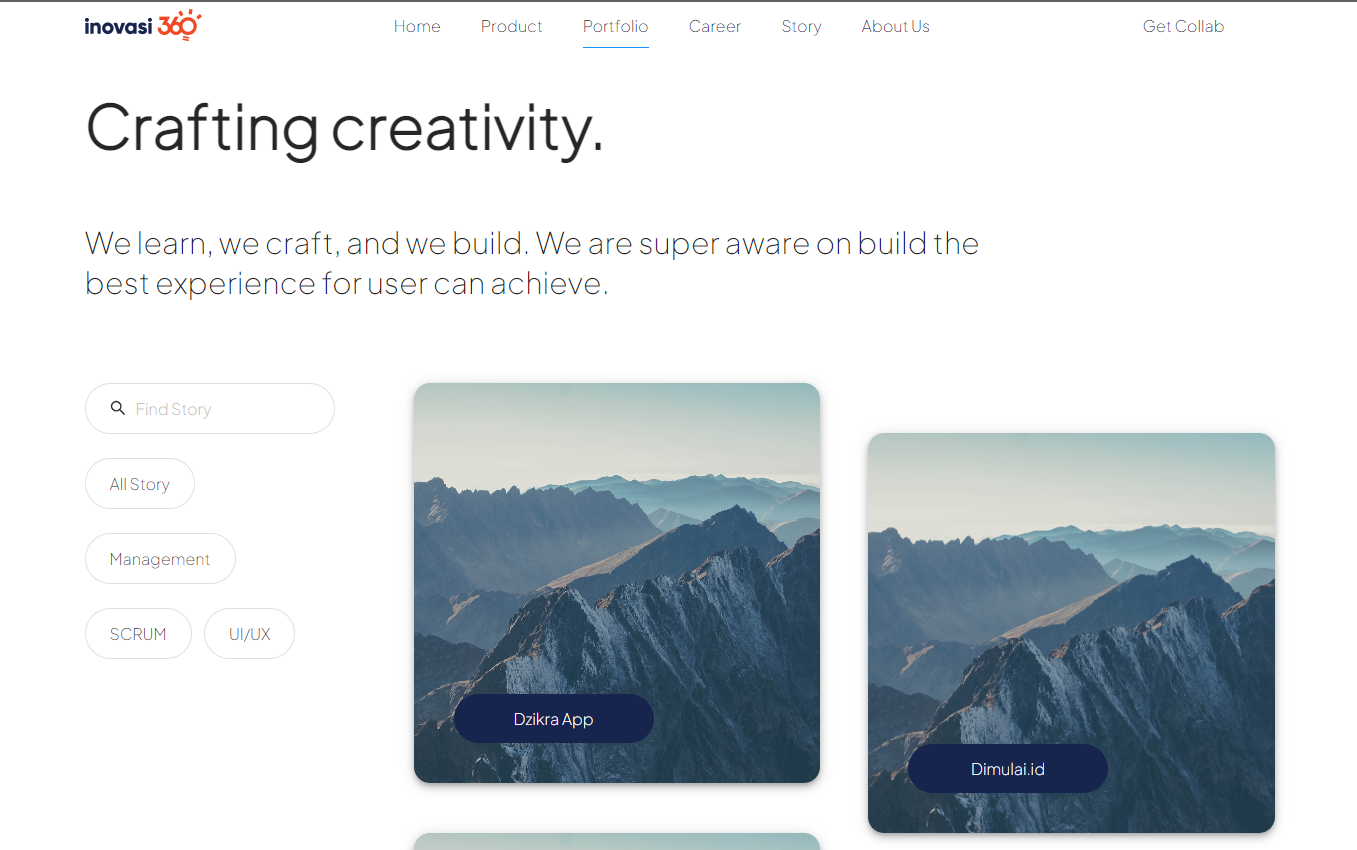 inovasi 360
Home
Product
Portfolio
Career
Story
About Us
Get Collab
Crafting creativity.
We learn, we craft, and we build. We are super aware on build the
best experience for user can achieve.
Find Story
All Story
Management
SCRUM
UI/UX
Dzikra App
Dimulai.id